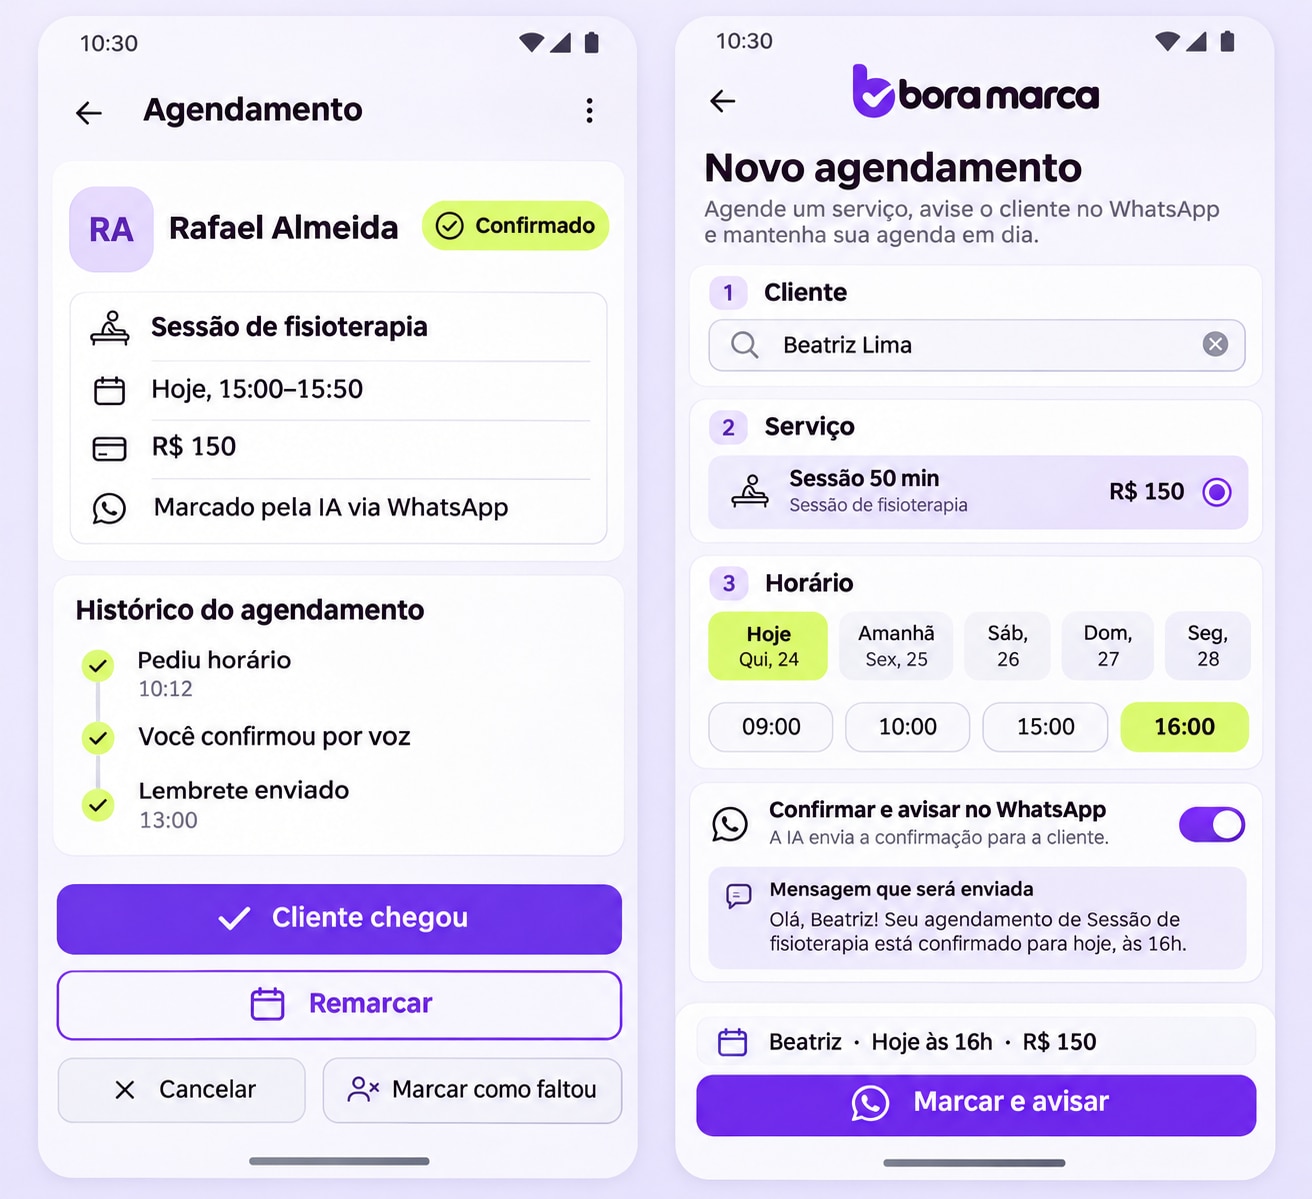 10:30
Agendamento
RA
Rafael Almeida
Confirmado
Sessão de fisioterapia
Hoje, 15:00–15:50
R$ 150
Marcado pela IA via WhatsApp
Histórico do agendamento
Pediu horário
10:12
Você confirmou por voz
Lembrete enviado
13:00
Cliente chegou
Remarcar
Cancelar
Marcar como faltou
10:30
bora marca
Novo agendamento
Agende um serviço, avise o cliente no WhatsApp
e mantenha sua agenda em dia.
1 Cliente
Beatriz Lima
2 Serviço
Sessão 50 min
Sessão de fisioterapia
R$ 150
3 Horário
Hoje
Qui, 24
Amanhã
Sex, 25
Sáb,
26
Dom,
27
Seg,
28
09:00
10:00
15:00
16:00
Confirmar e avisar no WhatsApp
A IA envia a confirmação para a cliente.
Mensagem que será enviada
Olá, Beatriz! Seu agendamento de Sessão de
fisioterapia está confirmado para hoje, às 16h.
Beatriz · Hoje às 16h · R$ 150
Marcar e avisar